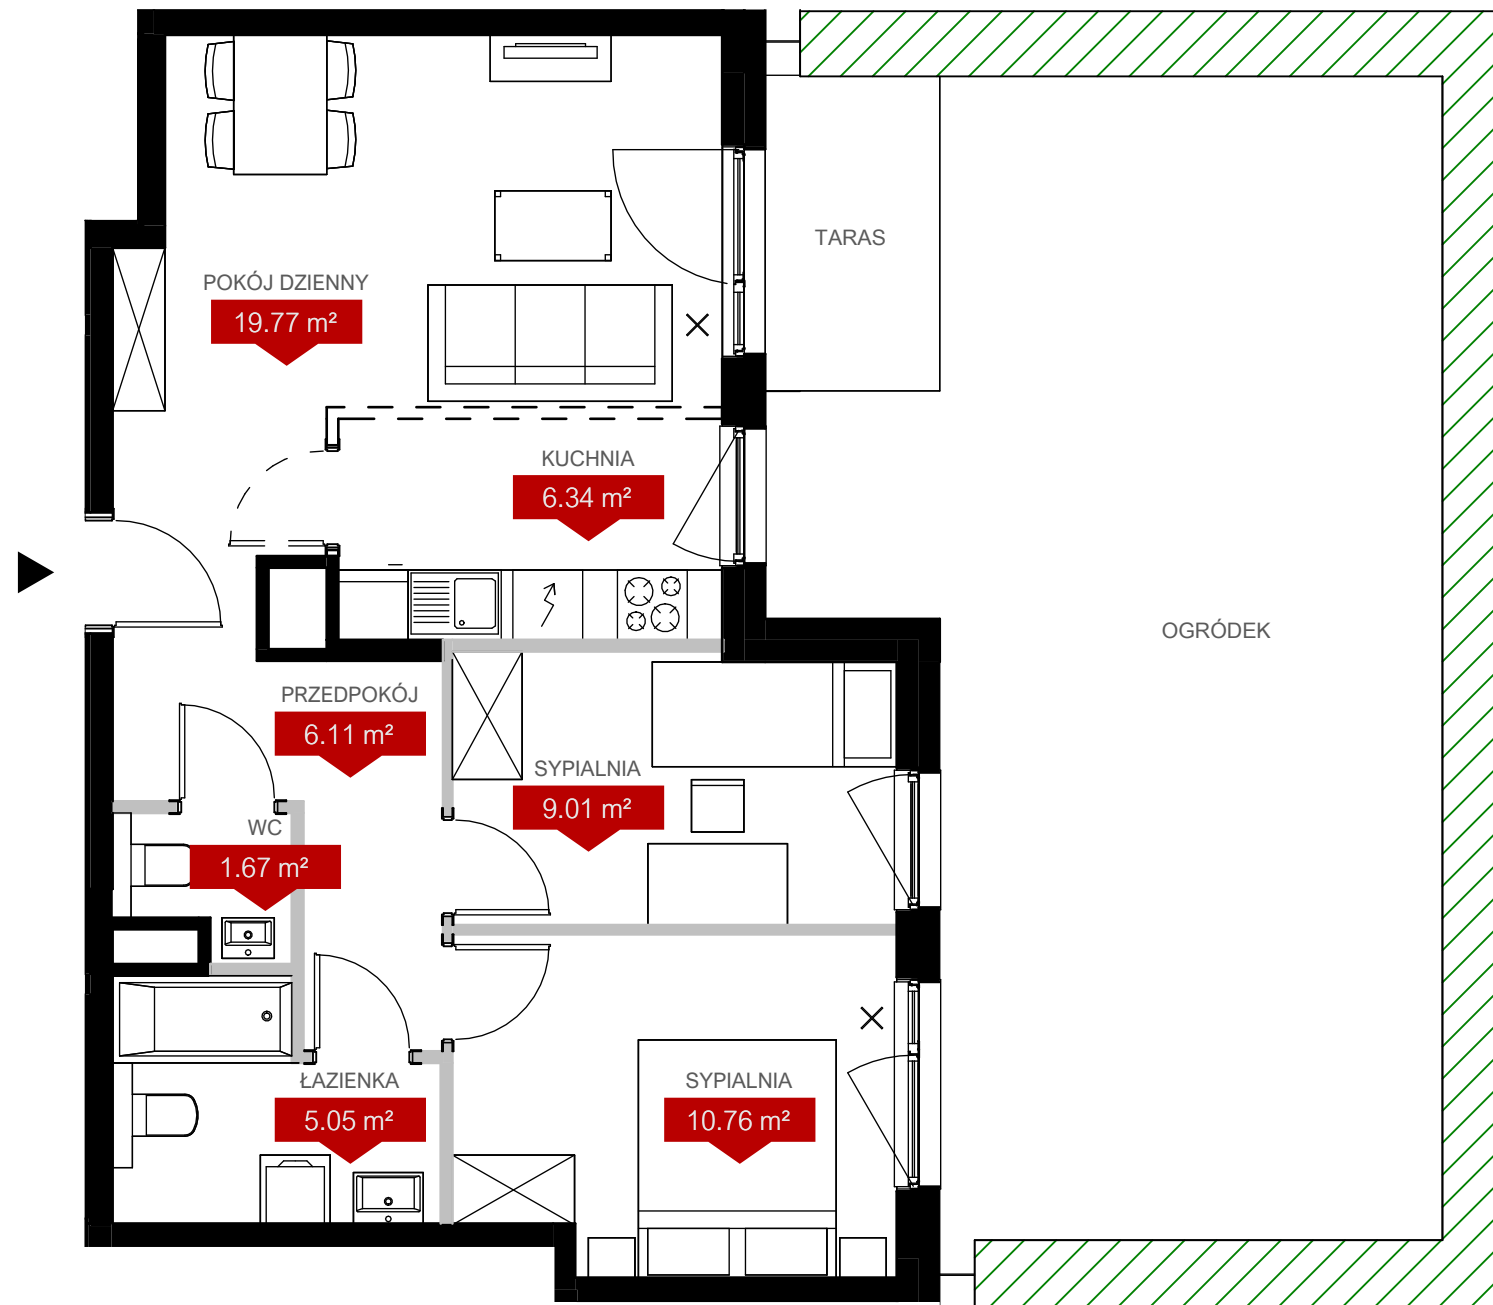 TARAS
POKÓJ DZIENNY
19.77 m²
KUCHNIA
6.34 m²
OGRÓDEK
PRZEDPOKÓJ
6.11 m²
SYPIALNIA
9.01 m²
WC
1.67 m²
ŁAZIENKA
5.05 m²
SYPIALNIA
10.76 m²